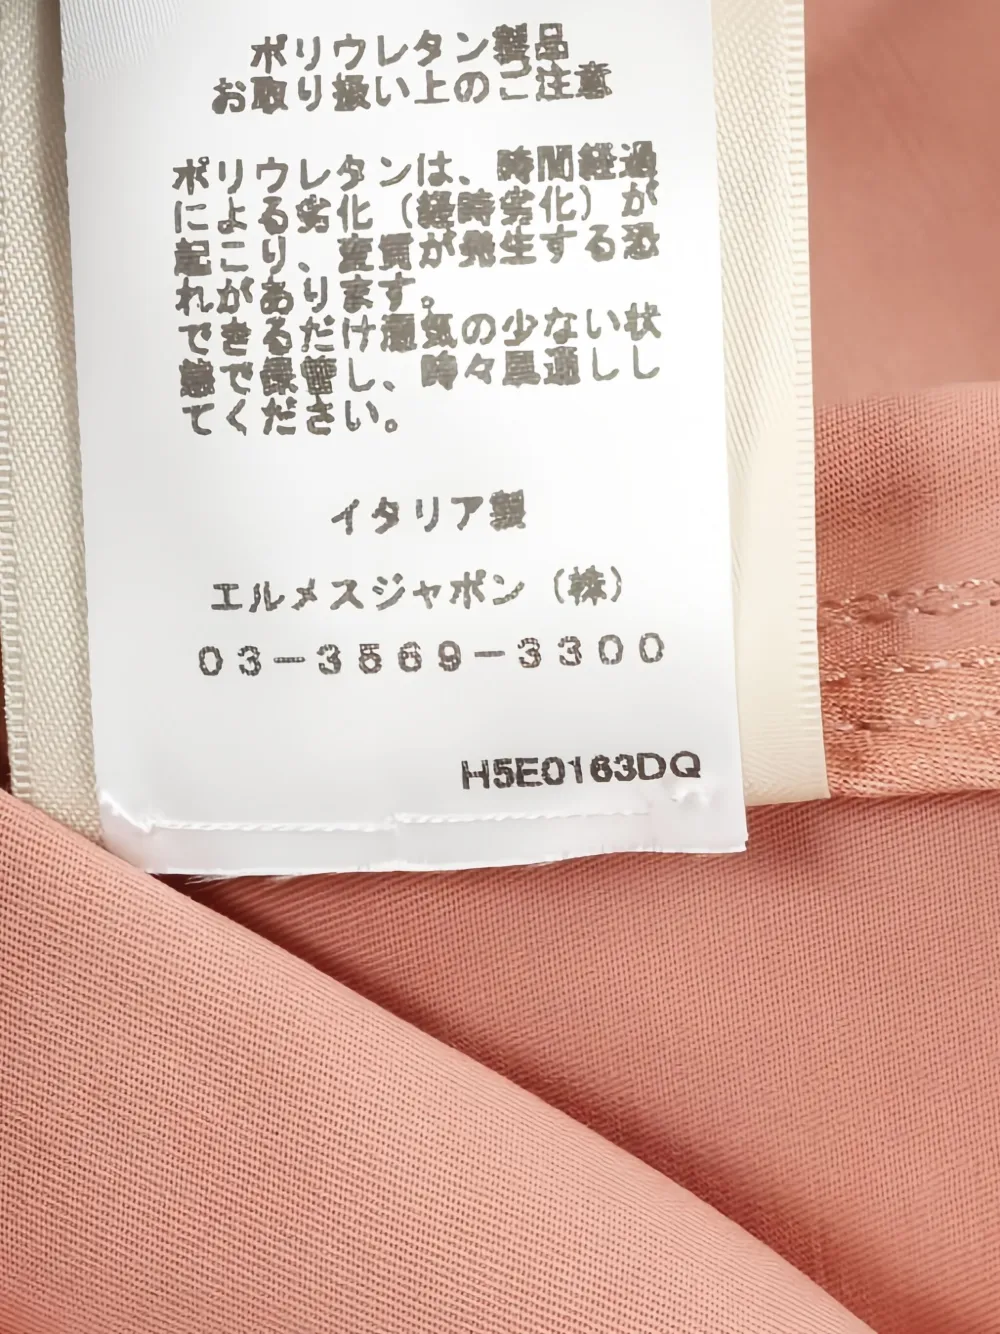 ポリウレタン製品
お取り扱い上のご注意
ポリウレタンは、時間経過
による劣化（経時劣化）が
起こり、変質が発生する恐
れがあります。
できるだけ湿気の少ない状
態で保管し、時々風通しし
てください。
イタリア製
エルメスジャポン（株）
03-3569-3300
H5E0163DQ